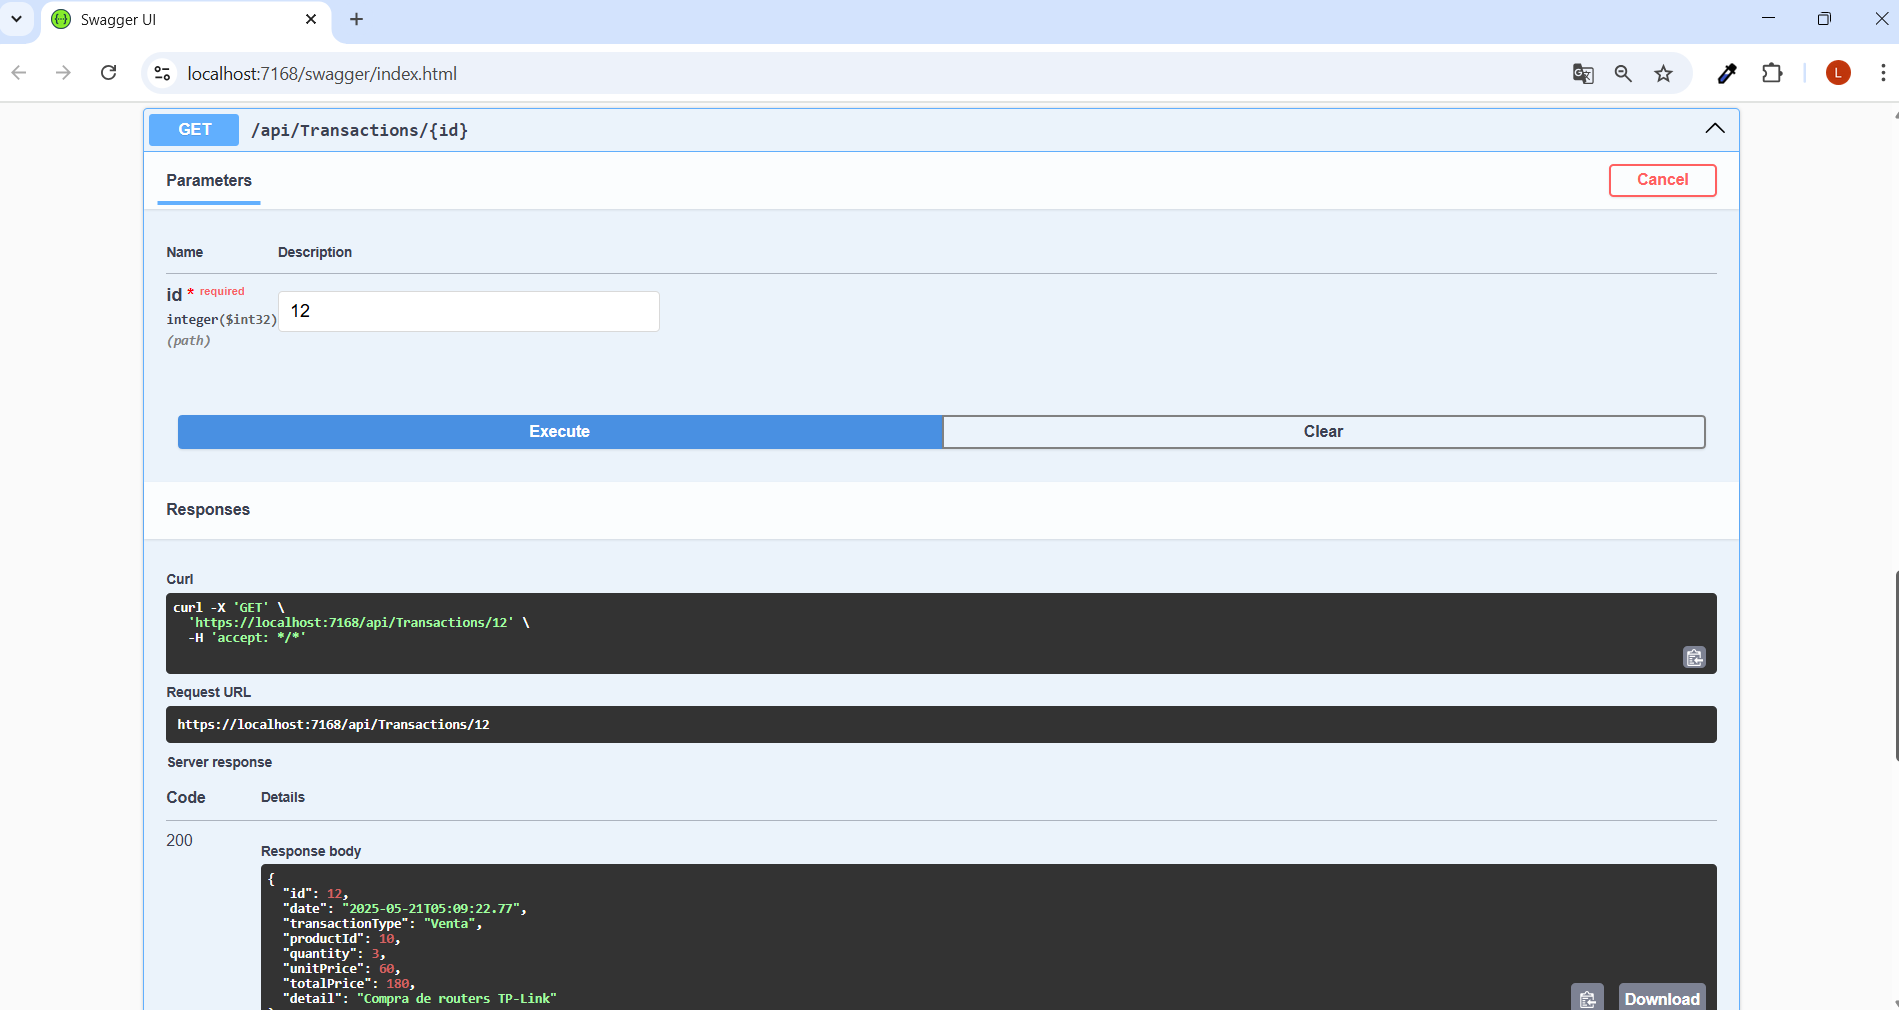 Swagger UI
localhost:7168/swagger/index.html
L
GET /api/Transactions/{id}
Parameters
Cancel
Name Description
id * required
integer($int32)
(path)
12
Execute
Clear
Responses
Curl
curl -X 'GET' \
'https://localhost:7168/api/Transactions/12' \
-H 'accept: */*'
Request URL
https://localhost:7168/api/Transactions/12
Server response
Code Details
200
Response body
{
"id": 12,
"date": "2025-05-21T05:09:22.77",
"transactionType": "Venta",
"productId": 10,
"quantity": 3,
"unitPrice": 60,
"totalPrice": 180,
"detail": "Compra de routers TP-Link"
Download